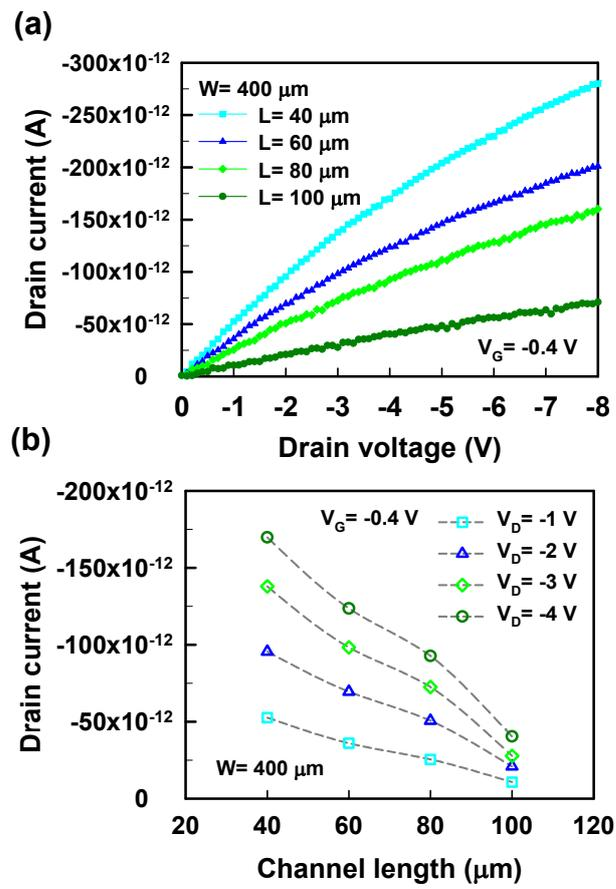 (a)
-300x10-12
-250x10-12
-200x10-12
-150x10-12
-100x10-12
-50x10-12
0
Drain current (A)
W= 400 μm
L= 40 μm
L= 60 μm
L= 80 μm
L= 100 μm
VG= -0.4 V
0 -1 -2 -3 -4 -5 -6 -7 -8
Drain voltage (V)
(b)
-200x10-12
-150x10-12
-100x10-12
-50x10-12
0
Drain current (A)
VG= -0.4 V
VD= -1 V
VD= -2 V
VD= -3 V
VD= -4 V
W= 400 μm
20 40 60 80 100 120
Channel length (μm)